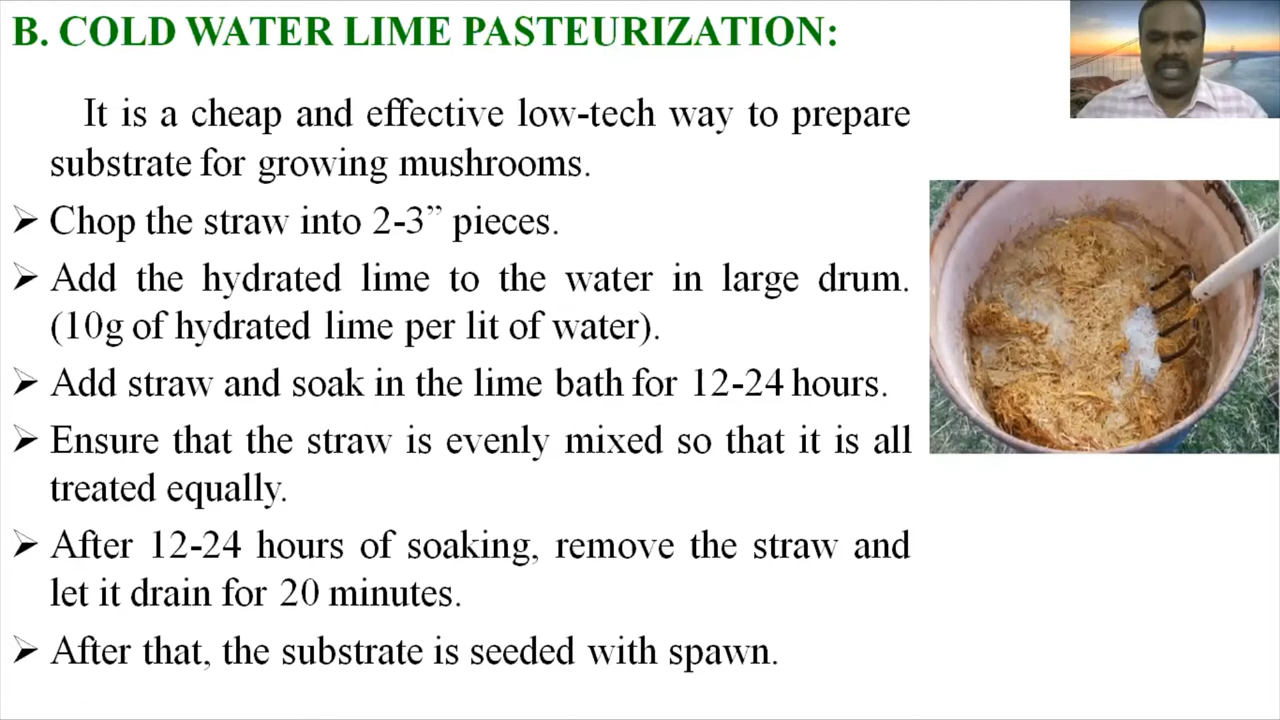 B. COLD WATER LIME PASTEURIZATION:
It is a cheap and effective low-tech way to prepare
substrate for growing mushrooms.
➢ Chop the straw into 2-3” pieces.
➢ Add the hydrated lime to the water in large drum.
(10g of hydrated lime per lit of water).
➢ Add straw and soak in the lime bath for 12-24 hours.
➢ Ensure that the straw is evenly mixed so that it is all
treated equally.
➢ After 12-24 hours of soaking, remove the straw and
let it drain for 20 minutes.
➢ After that, the substrate is seeded with spawn.